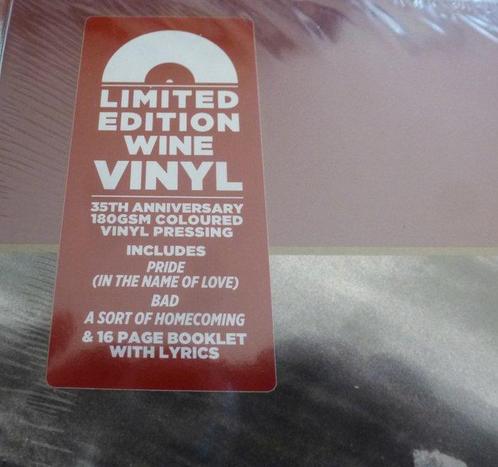 LIMITED
EDITION
WINE
VINYL
35TH ANNIVERSARY
180GSM COLOURED
VINYL PRESSING
INCLUDES
PRIDE
(IN THE NAME OF LOVE)
BAD
A SORT OF HOMECOMING
& 16 PAGE BOOKLET
WITH LYRICS